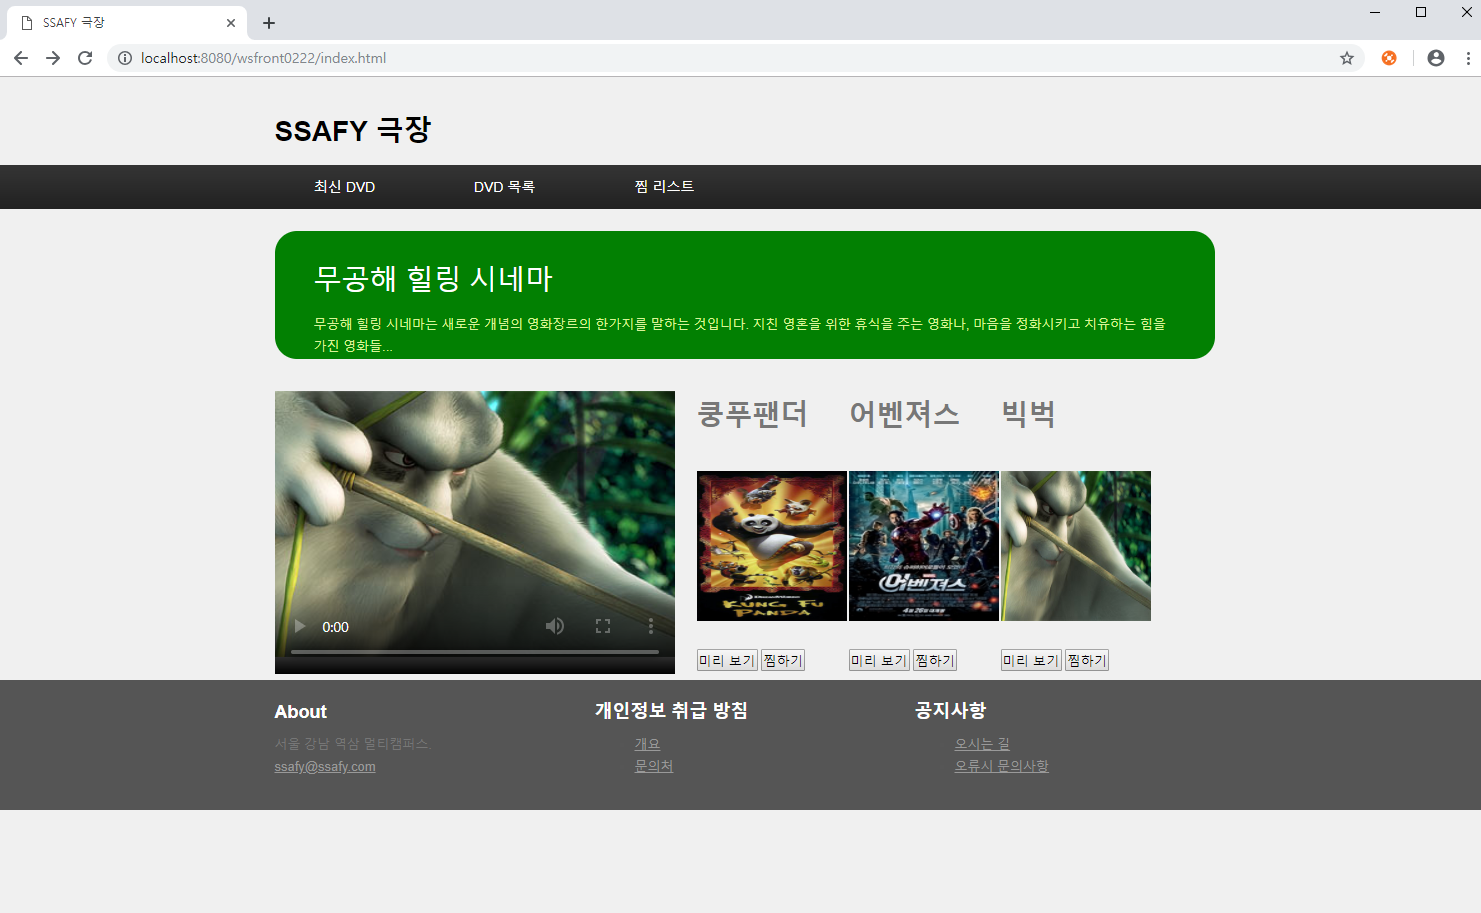 SSAFY 극장
localhost:8080/wsfront0222/index.html
SSAFY 극장
최신 DVD DVD 목록 찜 리스트
무공해 힐링 시네마
무공해 힐링 시네마는 새로운 개념의 영화장르의 한가지를 말하는 것입니다. 지친 영혼을 위한 휴식을 주는 영화나, 마음을 정화시키고 치유하는 힘을
가진 영화들...
쿵푸팬더 어벤져스 빅벅
KUNG FU
PANDA
어벤져스
4월 26일 대개봉
0:00
미리 보기 찜하기 미리 보기 찜하기 미리 보기 찜하기
About 개인정보 취급 방침 공지사항
서울 강남 역삼 멀티캠퍼스. 개요 오시는 길
ssafy@ssafy.com 문의처 오류시 문의사항